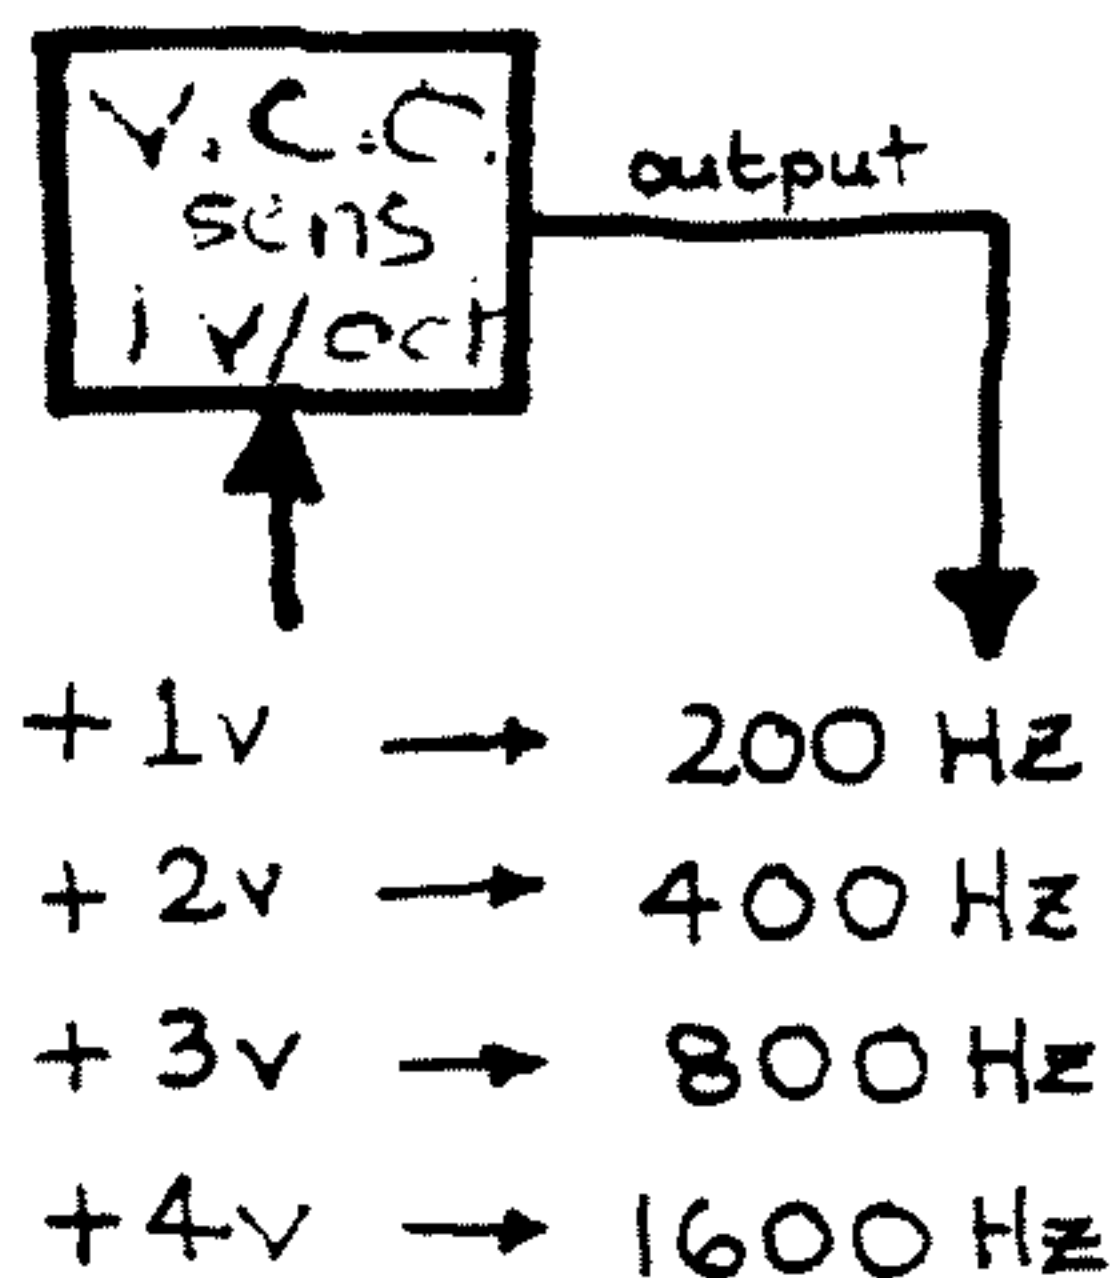 V.C.O.
sens
1 v/oct
output
+ 1v → 200 Hz
+ 2v → 400 Hz
+ 3v → 800 Hz
+ 4v → 1600 Hz